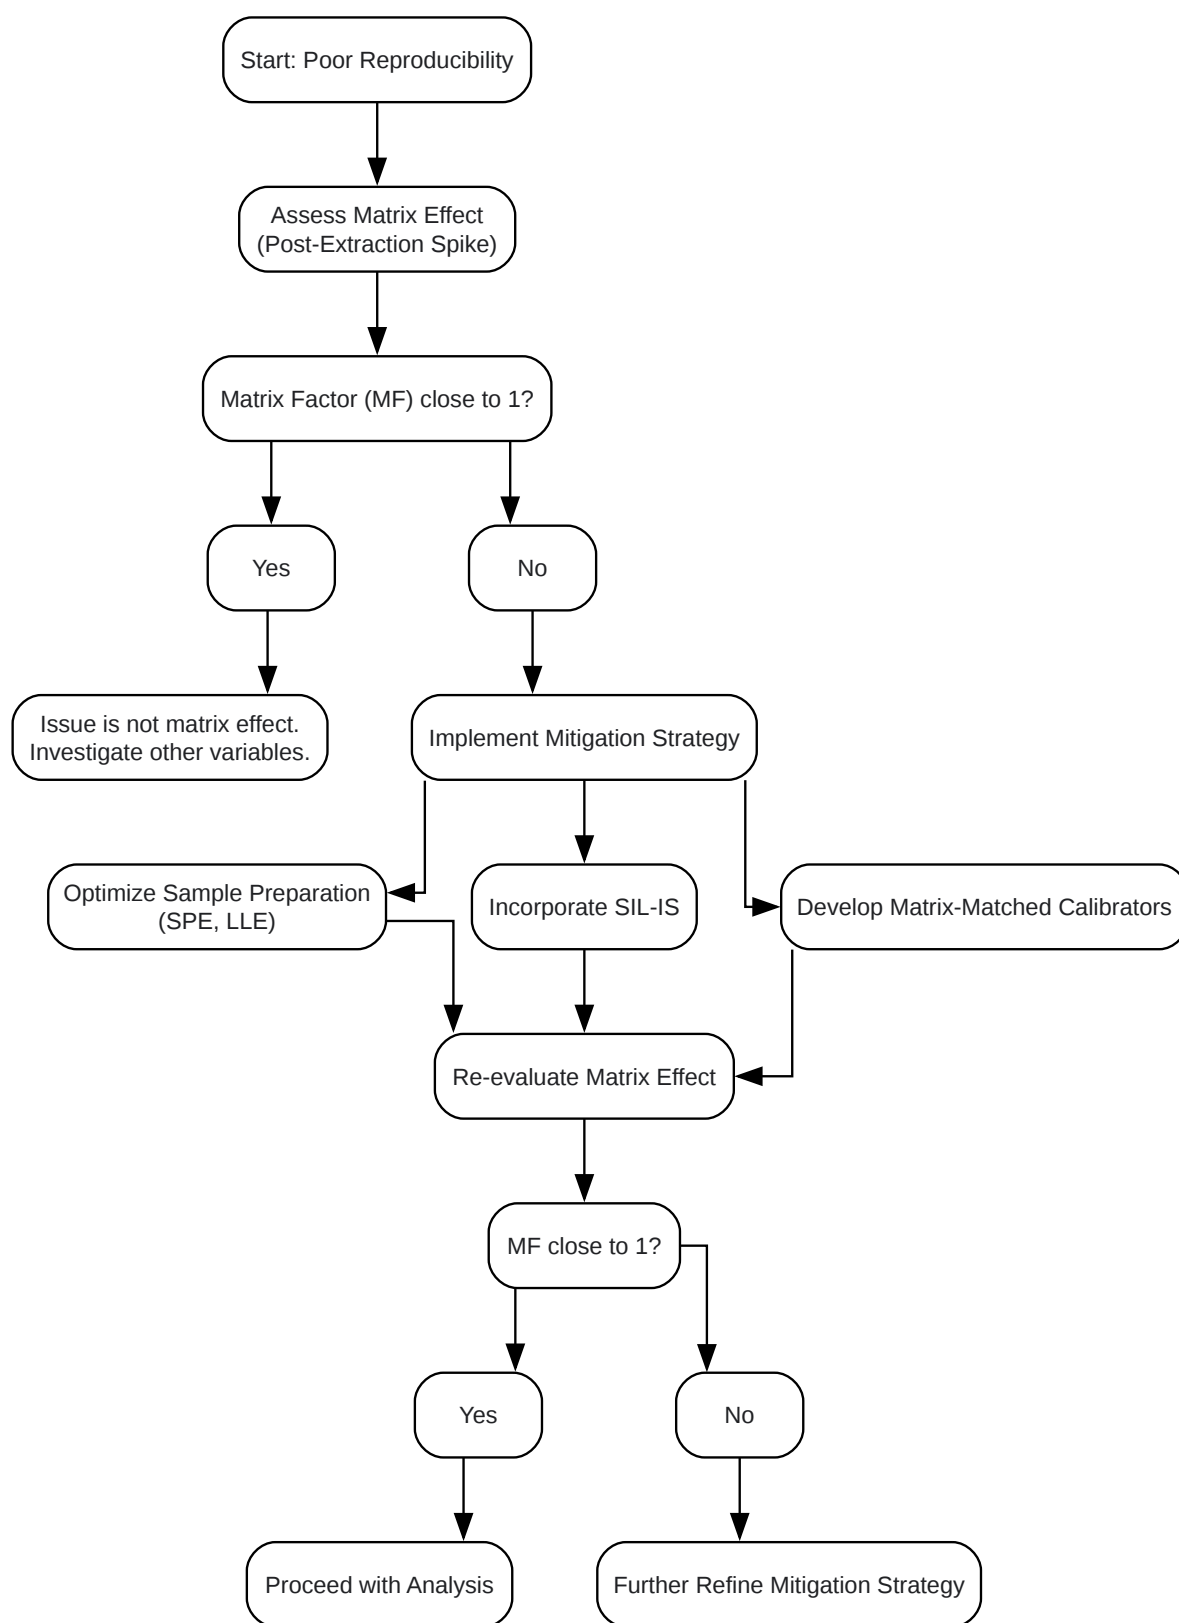 Start: Poor Reproducibility
Assess Matrix Effect
(Post-Extraction Spike)
Matrix Factor (MF) close to 1?
Yes
No
Issue is not matrix effect.
Investigate other variables.
Implement Mitigation Strategy
Optimize Sample Preparation
(SPE, LLE)
Incorporate SIL-IS
Develop Matrix-Matched Calibrators
Re-evaluate Matrix Effect
MF close to 1?
Yes
No
Proceed with Analysis
Further Refine Mitigation Strategy